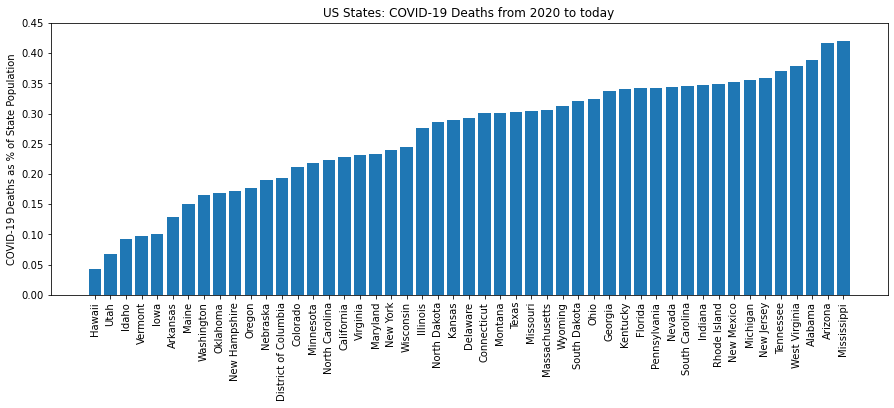 US States: COVID-19 Deaths from 2020 to today
COVID-19 Deaths as % of State Population
0.45
0.40
0.35
0.30
0.25
0.20
0.15
0.10
0.05
0.00
Hawaii
Utah
Idaho
Vermont
Iowa
Arkansas
Maine
Washington
Oklahoma
New Hampshire
Oregon
Nebraska
District of Columbia
Colorado
Minnesota
North Carolina
California
Virginia
Maryland
New York
Wisconsin
Illinois
North Dakota
Kansas
Delaware
Connecticut
Montana
Texas
Missouri
Massachusetts
Wyoming
South Dakota
Ohio
Georgia
Kentucky
Florida
Pennsylvania
Nevada
South Carolina
Indiana
Rhode Island
New Mexico
Michigan
New Jersey
Tennessee
West Virginia
Alabama
Arizona
Mississippi